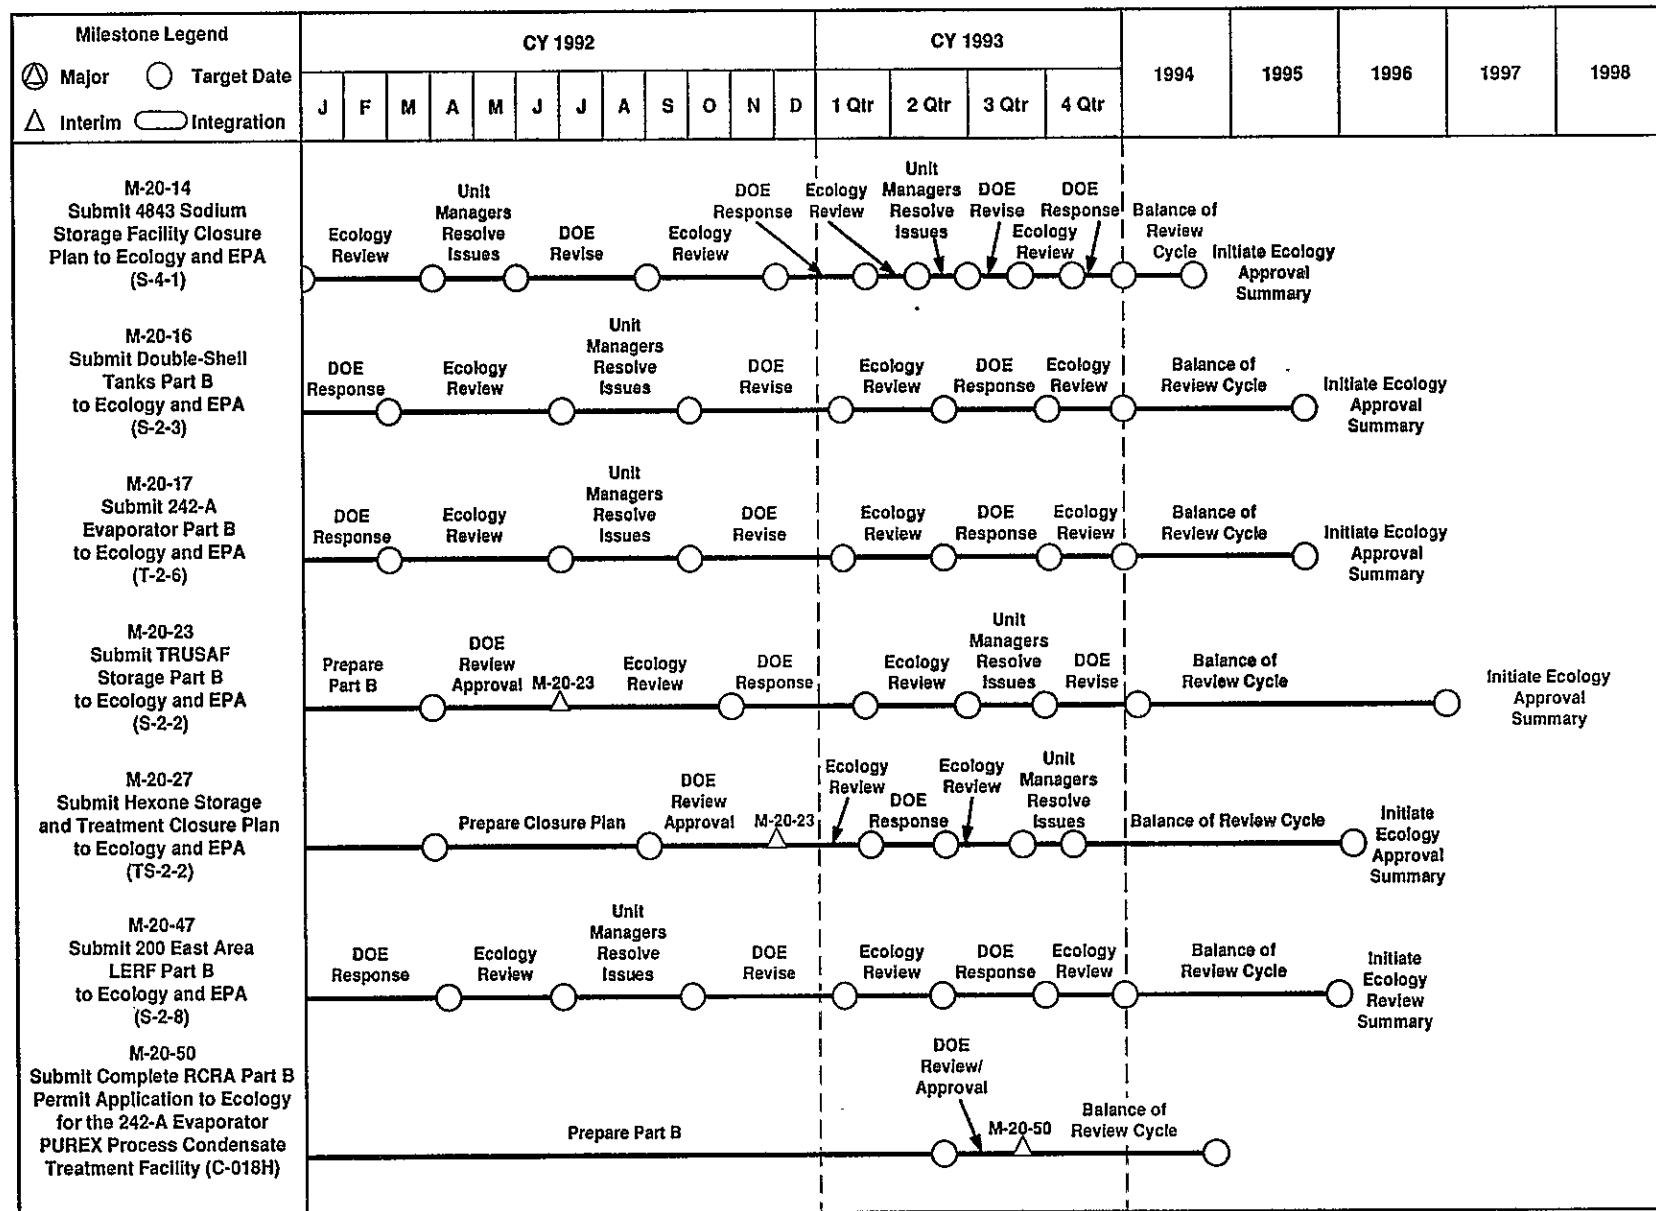 Milestone Legend
Major
Target Date
Interim
Integration
CY 1992
CY 1993
1994
1995
1996
1997
1998
J F M A M J J A S O N D
1 Qtr 2 Qtr 3 Qtr 4 Qtr
M-20-14
Submit 4843 Sodium
Storage Facility Closure
Plan to Ecology and EPA
(S-4-1)
Ecology
Review
Unit
Managers
Resolve
Issues
DOE
Revise
Ecology
Review
DOE
Response
Ecology
Review
Unit
Managers
Resolve
Issues
DOE
Revise
Ecology
Review
DOE
Response
Balance of
Review
Cycle
Initiate Ecology
Approval
Summary
M-20-16
Submit Double-Shell
Tanks Part B
to Ecology and EPA
(S-2-3)
DOE
Response
Ecology
Review
Unit
Managers
Resolve
Issues
DOE
Revise
Ecology
Review
DOE
Response
Ecology
Review
Balance of
Review Cycle
Initiate Ecology
Approval
Summary
M-20-17
Submit 242-A
Evaporator Part B
to Ecology and EPA
(T-2-6)
DOE
Response
Ecology
Review
Unit
Managers
Resolve
Issues
DOE
Revise
Ecology
Review
DOE
Response
Ecology
Review
Balance of
Review Cycle
Initiate Ecology
Approval
Summary
M-20-23
Submit TRUSAF
Storage Part B
to Ecology and EPA
(S-2-2)
Prepare
Part B
DOE
Review
Approval
M-20-23
Ecology
Review
DOE
Response
Ecology
Review
Unit
Managers
Resolve
Issues
DOE
Revise
Balance of
Review Cycle
Initiate Ecology
Approval
Summary
M-20-27
Submit Hexone Storage
and Treatment Closure Plan
to Ecology and EPA
(TS-2-2)
Prepare Closure Plan
DOE
Review
Approval
M-20-23
Ecology
Review
DOE
Response
Ecology
Review
Unit
Managers
Resolve
Issues
Balance of Review Cycle
Initiate
Ecology
Approval
Summary
M-20-47
Submit 200 East Area
LERF Part B
to Ecology and EPA
(S-2-8)
DOE
Response
Ecology
Review
Unit
Managers
Resolve
Issues
DOE
Revise
Ecology
Review
DOE
Response
Ecology
Review
Balance of
Review Cycle
Initiate
Ecology
Review
Summary
M-20-50
Submit Complete RCRA Part B
Permit Application to Ecology
for the 242-A Evaporator
PUREX Process Condensate
Treatment Facility (C-018H)
Prepare Part B
DOE
Review/
Approval
M-20-50
Balance of
Review Cycle